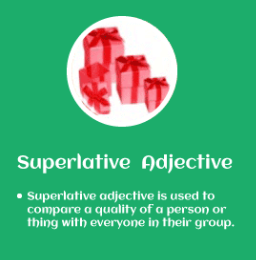 Superlative Adjective
• Superlative adjective is used to
compare a quality of a person or
thing with everyone in their group.